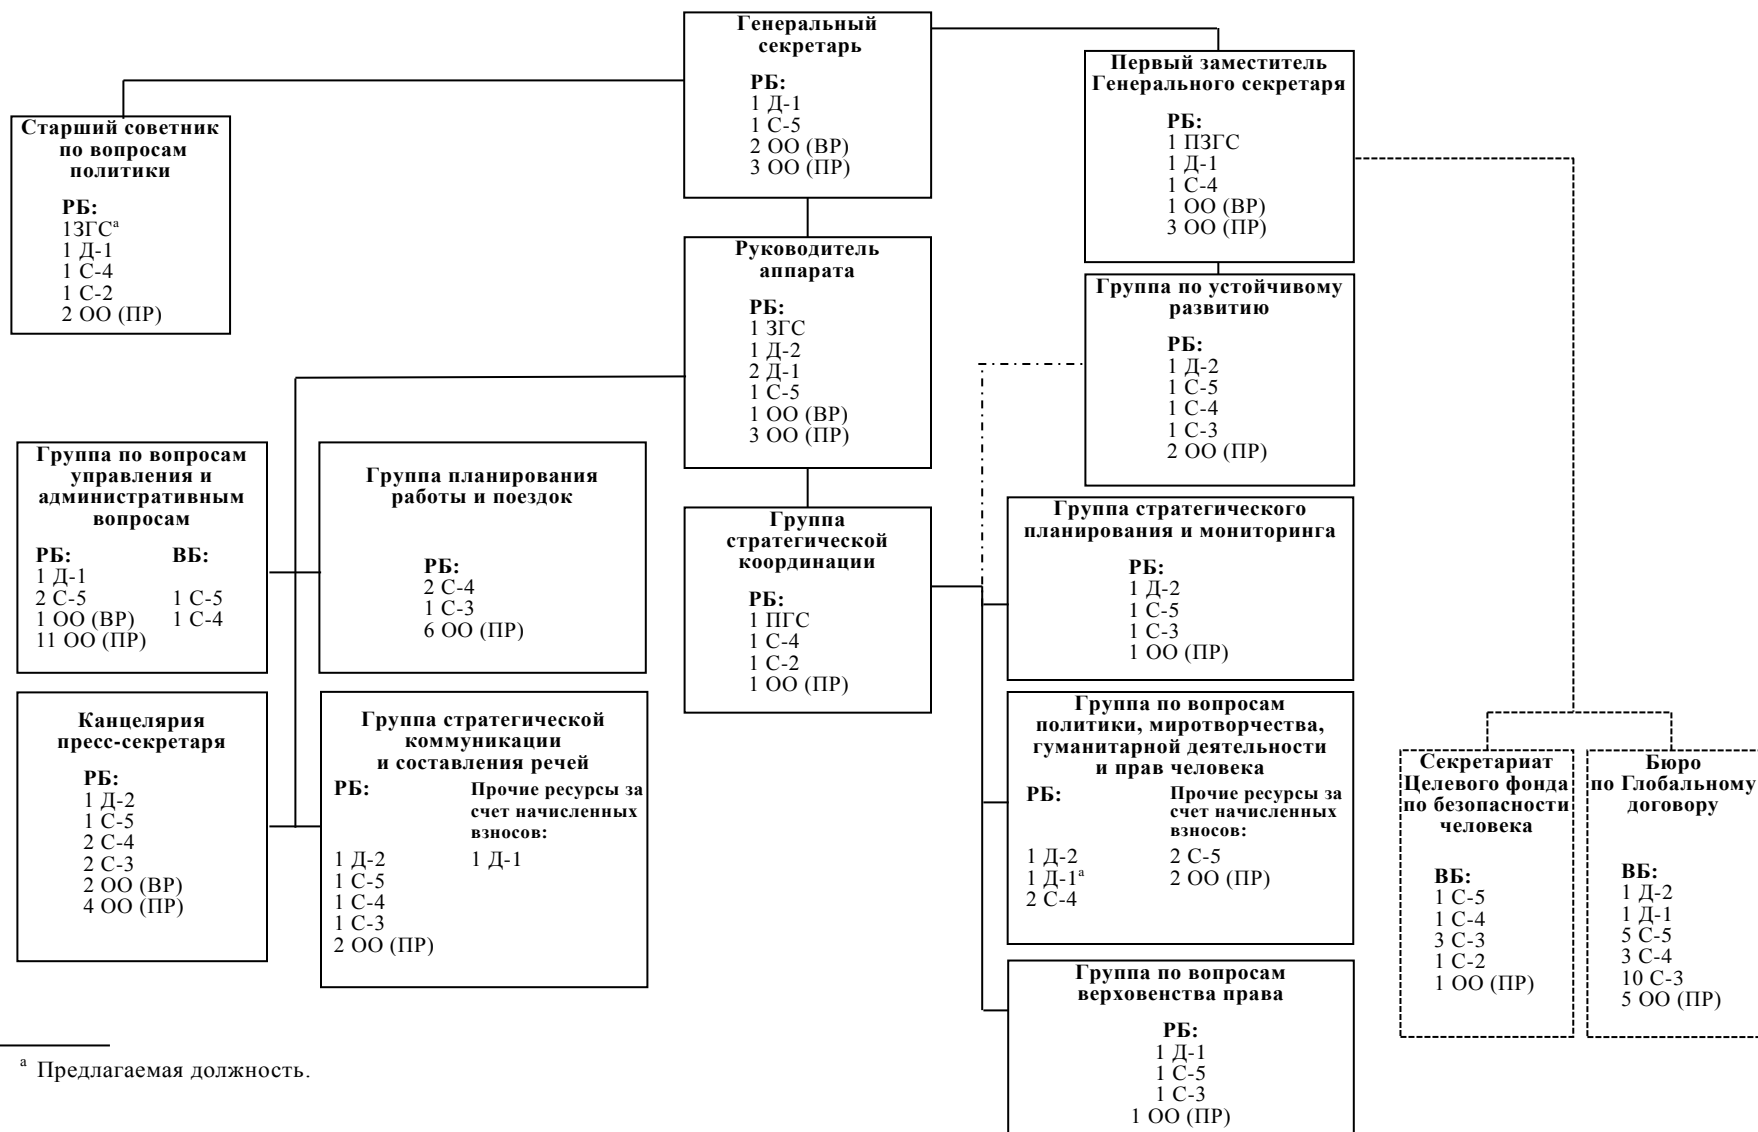 Генеральный
секретарь
РБ:
1 Д-1
1 С-5
2 ОО (ВР)
3 ОО (ПР)
Первый заместитель
Генерального секретаря
РБ:
1 ПЗГС
1 Д-1
1 С-4
1 ОО (ВР)
3 ОО (ПР)
Старший советник
по вопросам
политики
РБ:
1ЗГСª
1 Д-1
1 С-4
1 С-2
2 ОО (ПР)
Руководитель
аппарата
РБ:
1 ЗГС
1 Д-2
2 Д-1
1 С-5
1 ОО (ВР)
3 ОО (ПР)
Группа по устойчивому
развитию
РБ:
1 Д-2
1 С-5
1 С-4
1 С-3
2 ОО (ПР)
Группа по вопросам
управления и
административным
вопросам
РБ: ВБ:
1 Д-1
2 С-5 1 С-5
1 ОО (ВР) 1 С-4
11 ОО (ПР)
Группа планирования
работы и поездок
РБ:
2 С-4
1 С-3
6 ОО (ПР)
Группа
стратегической
координации
РБ:
1 ПГС
1 С-4
1 С-2
1 ОО (ПР)
Группа стратегического
планирования и мониторинга
РБ:
1 Д-2
1 С-5
1 С-3
1 ОО (ПР)
Канцелярия
пресс-секретаря
РБ:
1 Д-2
1 С-5
2 С-4
2 С-3
2 ОО (ВР)
4 ОО (ПР)
Группа стратегической
коммуникации
и составления речей
РБ: Прочие ресурсы за
счет начисленных
взносов:
1 Д-2 1 Д-1
1 С-5
1 С-4
1 С-3
2 ОО (ПР)
Группа по вопросам
политики, миротворчества,
гуманитарной деятельности
и прав человека
РБ: Прочие ресурсы за
счет начисленных
взносов:
1 Д-2 2 С-5
1 Д-1ª 2 ОО (ПР)
2 С-4
Секретариат
Целевого фонда
по безопасности
человека
ВБ:
1 С-5
1 С-4
3 С-3
1 С-2
1 ОО (ПР)
Бюро
по Глобальному
договору
ВБ:
1 Д-2
1 Д-1
5 С-5
3 С-4
10 С-3
5 ОО (ПР)
Группа по вопросам
верховенства права
РБ:
1 Д-1
1 С-5
1 С-3
1 ОО (ПР)
ª Предлагаемая должность.